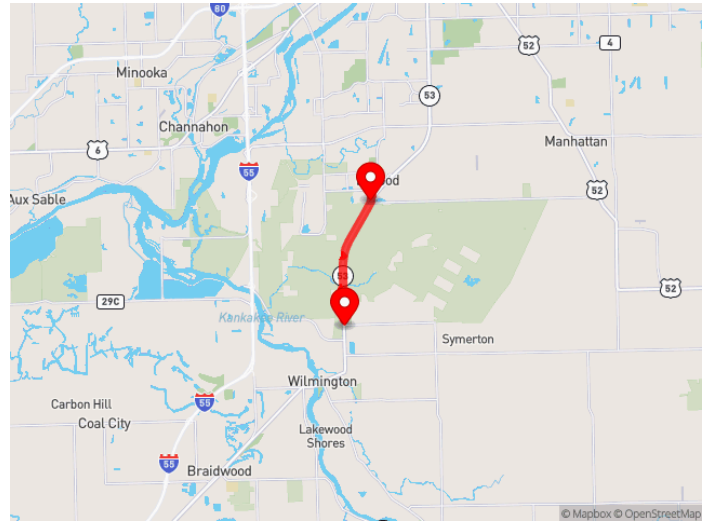 80
52
4
Minooka
53
Channahon
6
Manhattan
55
Aux Sable
52
53
52
29C
Kankakee River
Symerton
Wilmington
Carbon Hill
55
Coal City
Lakewood
Shores
55
Braidwood
© Mapbox © OpenStreetMap